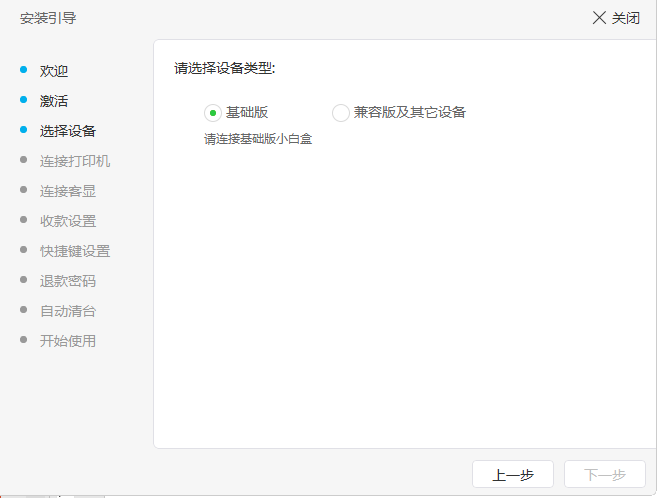 安装引导
关闭
欢迎
激活
选择设备
连接打印机
连接客显
收款设置
快捷键设置
退款密码
自动清台
开始使用
请选择设备类型:
基础版
兼容版及其它设备
请连接基础版小白盒
上一步
下一步